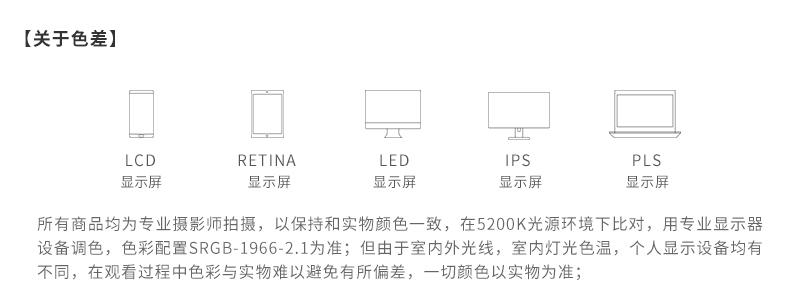 【关于色差】
LCD RETINA LED IPS PLS
显示屏 显示屏 显示屏 显示屏 显示屏
所有商品均为专业摄影师拍摄，以保持和实物颜色一致，在5200K光源环境下比对，用专业显示器
设备调色，色彩配置SRGB-1966-2.1为准；但由于室内外光线，室内灯光色温，个人显示设备均有
不同，在观看过程中色彩与实物难以避免有所偏差，一切颜色以实物为准；